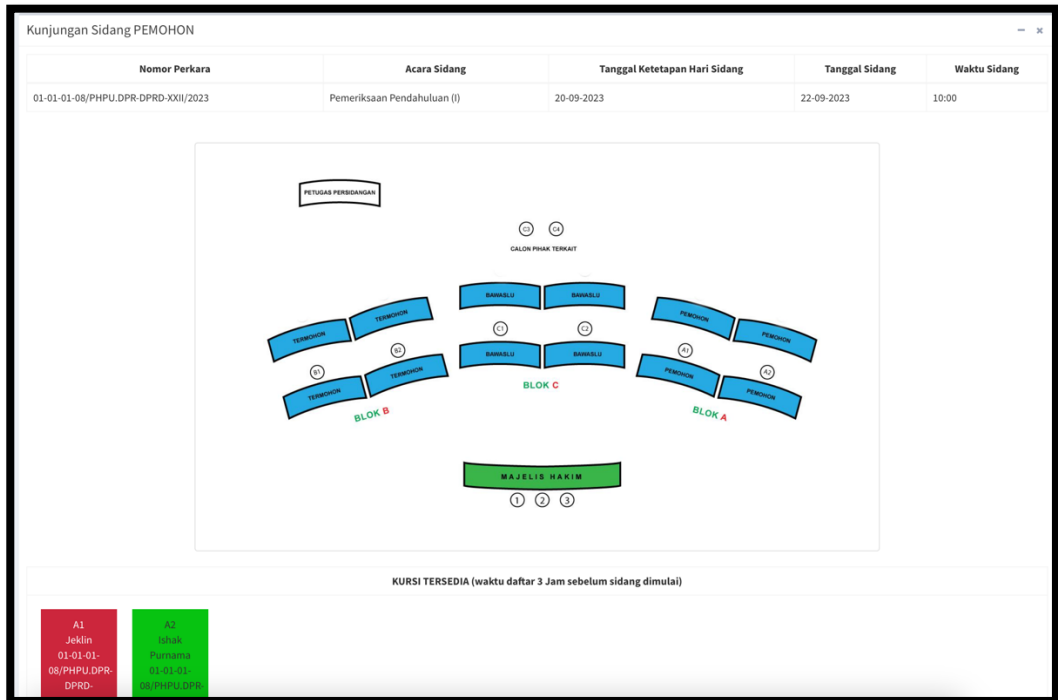 Kunjungan Sidang PEMOHON
Nomor Perkara Acara Sidang Tanggal Ketetapan Hari Sidang Tanggal Sidang Waktu Sidang
01-01-01-08/PHPU.DPR-DPRD-XXII/2023 Pemeriksaan Pendahuluan (I) 20-09-2023 22-09-2023 10:00
PETUGAS PERSIDANGAN
C3 C4
CALON PIHAK TERKAIT
BAWASLU BAWASLU
TERMOHON TERMOHON
PEMOHON PEMOHON
C1 C2
B1 B2
A1 A2
BAWASLU BAWASLU
TERMOHON TERMOHON
PEMOHON PEMOHON
BLOK B
BLOK C
BLOK A
MAJELIS HAKIM
1 2 3
KURSI TERSEDIA (waktu daftar 3 Jam sebelum sidang dimulai)
A1
Jeklin
01-01-01-
08/PHPU.DPR-
DPRD-
A2
Ishak
Purnama
01-01-01-
08/PHPU.DPR-